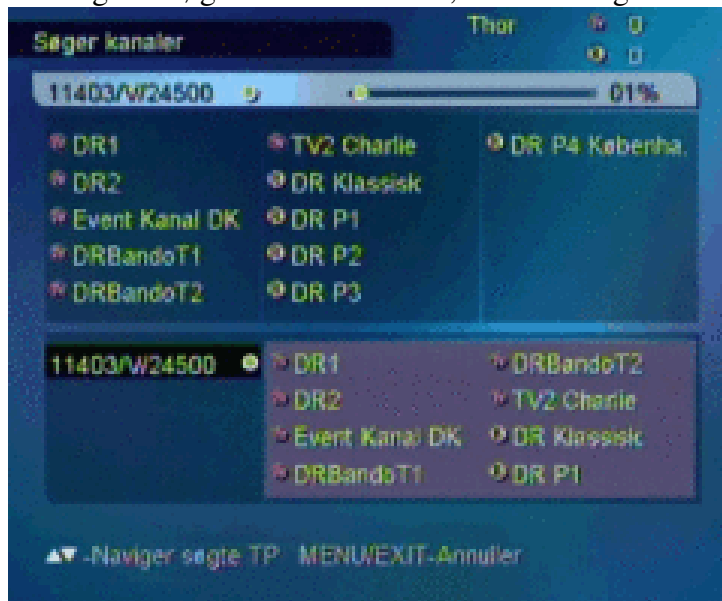 Søger kanaler
Thor 0
0
11403/V/24500 01%
DR1 TV2 Charlie DR P4 Københa.
DR2 DR Klassisk
Event Kanal DK DR P1
DRBandoT1 DR P2
DRBandoT2 DR P3
11403/V/24500 DR1 DRBandoT2
DR2 TV2 Charlie
Event Kanal DK DR Klassisk
DRBandoT1 DR P1
▲▼ -Naviger søgte TP MENU/EXIT-Annuller